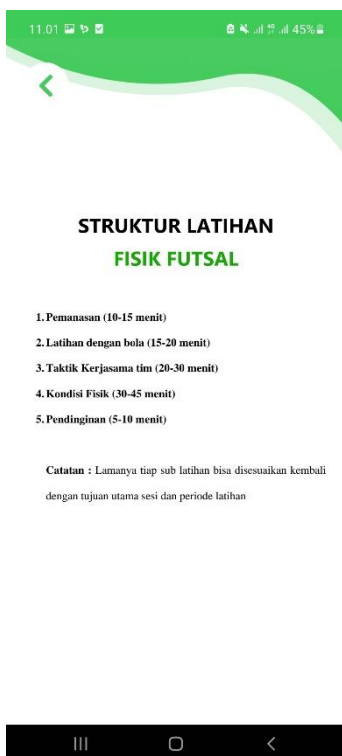 11.01 45%
STRUKTUR LATIHAN
FISIK FUTSAL
1. Pemanasan (10-15 menit)
2. Latihan dengan bola (15-20 menit)
3. Taktik Kerjasama tim (20-30 menit)
4. Kondisi Fisik (30-45 menit)
5. Pendinginan (5-10 menit)
Catatan : Lamanya tiap sub latihan bisa disesuaikan kembali
dengan tujuan utama sesi dan periode latihan